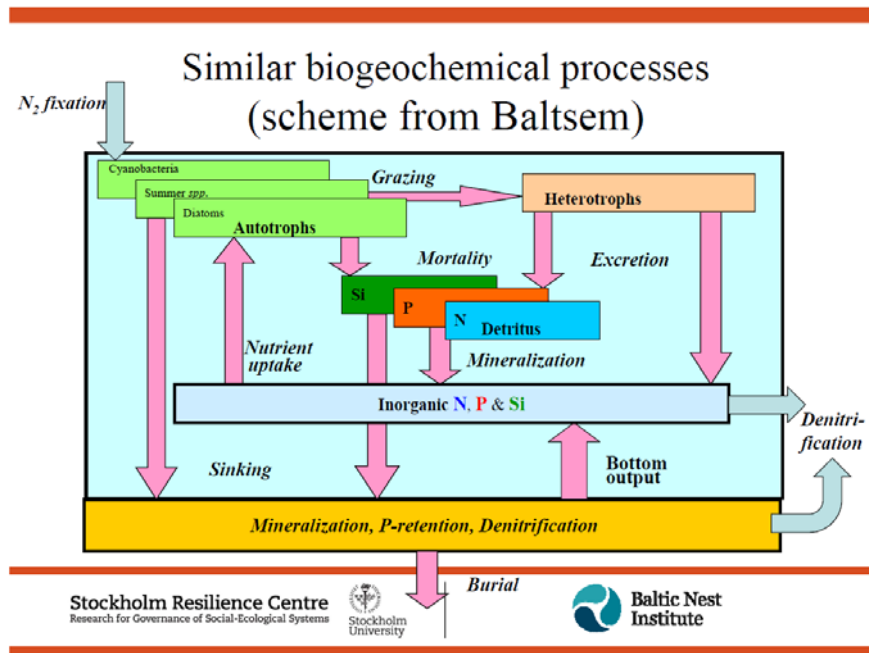 Similar biogeochemical processes
(scheme from Baltsem)
N₂ fixation
Cyanobacteria
Summer spp.
Diatoms
Autotrophs
Grazing
Heterotrophs
Mortality
Excretion
Si
P
N
Detritus
Nutrient
uptake
Mineralization
Inorganic N, P & Si
Denitri-
fication
Sinking
Bottom
output
Mineralization, P-retention, Denitrification
Burial
Stockholm Resilience Centre
Research for Governance of Social-Ecological Systems
Stockholm
University
Baltic Nest
Institute